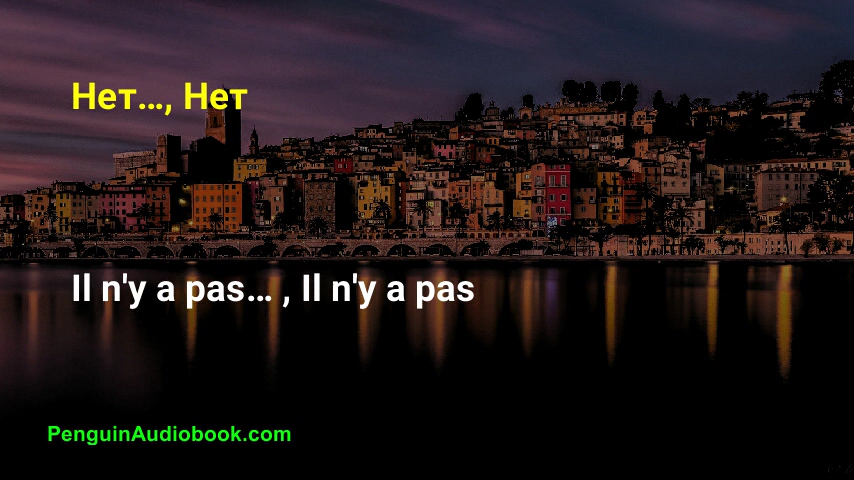 Нет…, Нет
Il n'y a pas… , Il n'y a pas
PenguinAudiobook.com